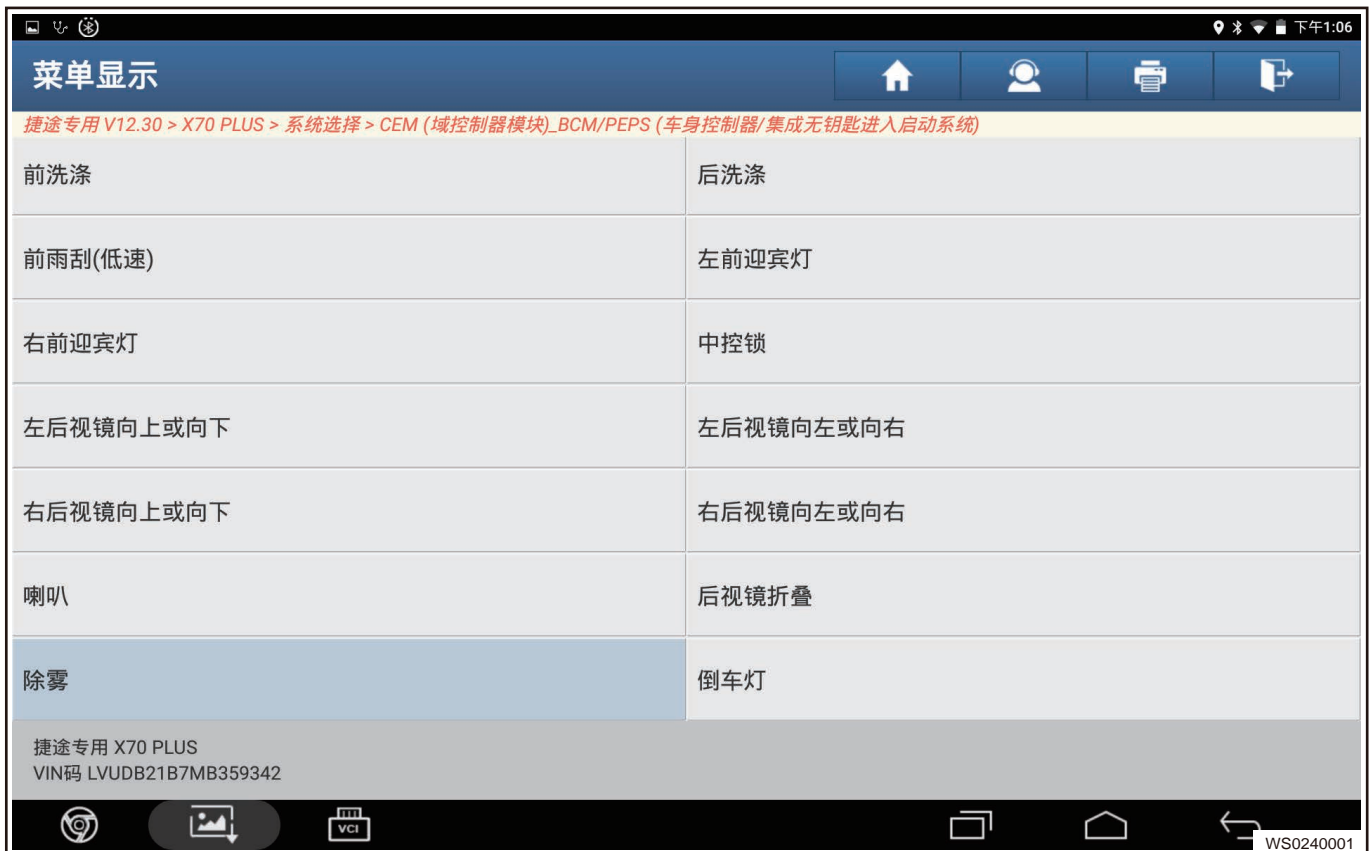 下午1:06
菜单显示
捷途专用 V12.30 > X70 PLUS > 系统选择 > CEM (域控制器模块)_BCM/PEPS (车身控制器/集成无钥匙进入启动系统)
前洗涤
后洗涤
前雨刮(低速)
左前迎宾灯
右前迎宾灯
中控锁
左后视镜向上或向下
左后视镜向左或向右
右后视镜向上或向下
右后视镜向左或向右
喇叭
后视镜折叠
除雾
倒车灯
捷途专用 X70 PLUS
VIN码 LVUDB21B7MB359342
VCI
WS0240001